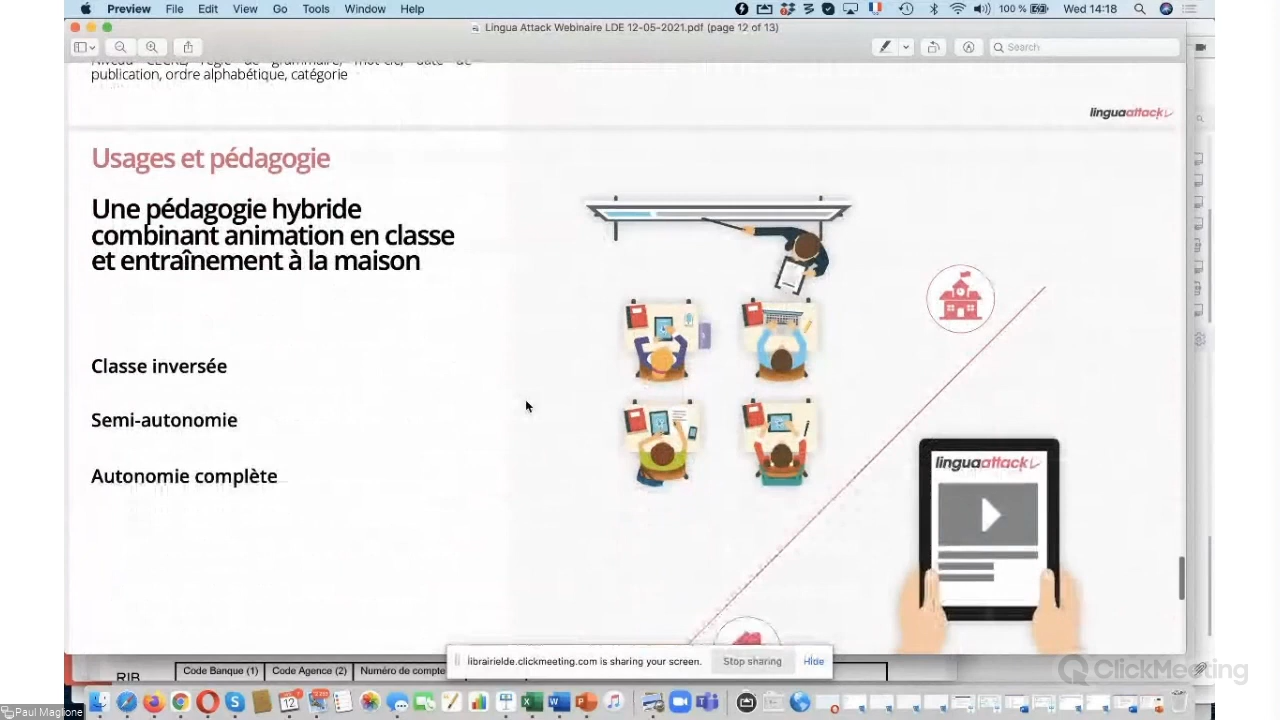 Preview File Edit View Go Tools Window Help
100 % Wed 14:18
Lingua Attack Webinaire LDE 12-05-2021.pdf (page 12 of 13)
Search
publication, ordre alphabétique, catégorie
linguaattack
Usages et pédagogie
Une pédagogie hybride
combinant animation en classe
et entraînement à la maison
Classe inversée
Semi-autonomie
Autonomie complète
linguaattack
librairielde.clickmeeting.com is sharing your screen. Stop sharing Hide
RIB Code Banque (1) Code Agence (2) Numéro de compte
ClickMeeting
Paul Maglione